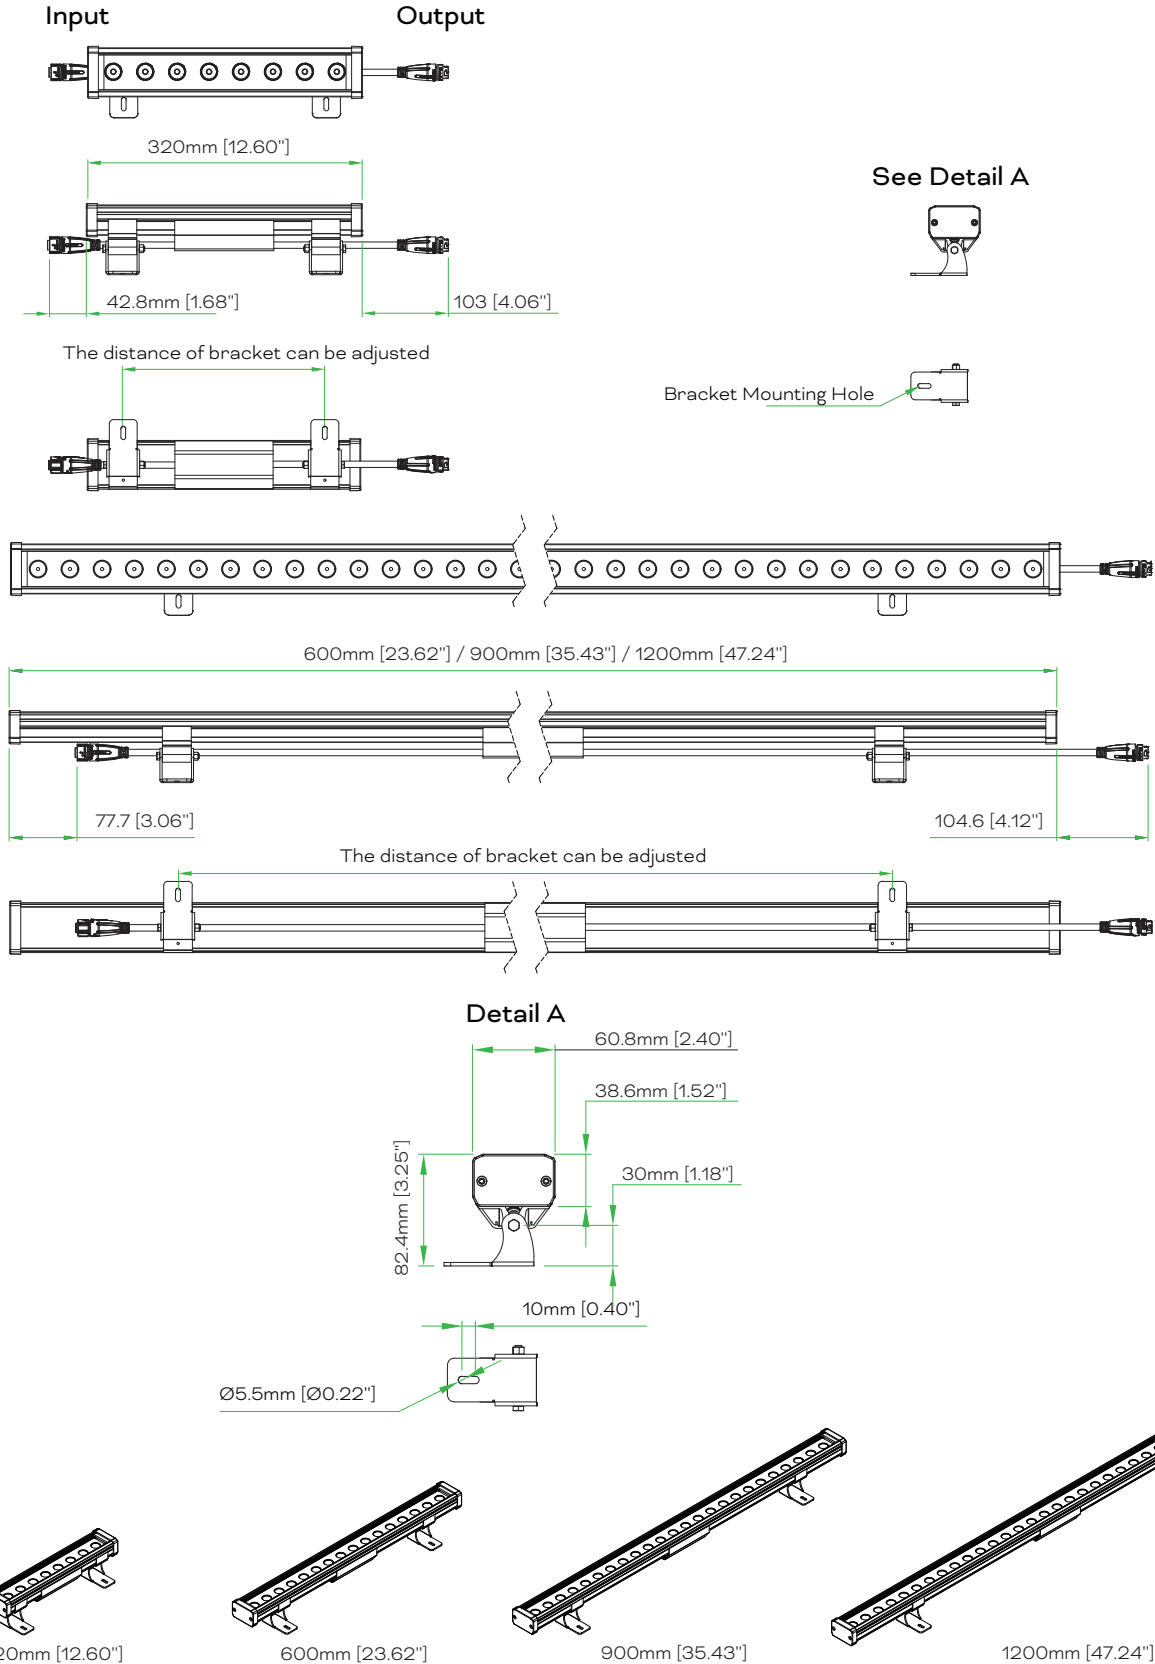 Input
Output
320mm [12.60"]
See Detail A
42.8mm [1.68"]
103 [4.06"]
The distance of bracket can be adjusted
Bracket Mounting Hole
600mm [23.62"] / 900mm [35.43"] / 1200mm [47.24"]
77.7 [3.06"]
104.6 [4.12"]
The distance of bracket can be adjusted
Detail A
60.8mm [2.40"]
38.6mm [1.52"]
82.4mm [3.25"]
30mm [1.18"]
10mm [0.40"]
Ø5.5mm [Ø0.22"]
20mm [12.60"]
600mm [23.62"]
900mm [35.43"]
1200mm [47.24"]